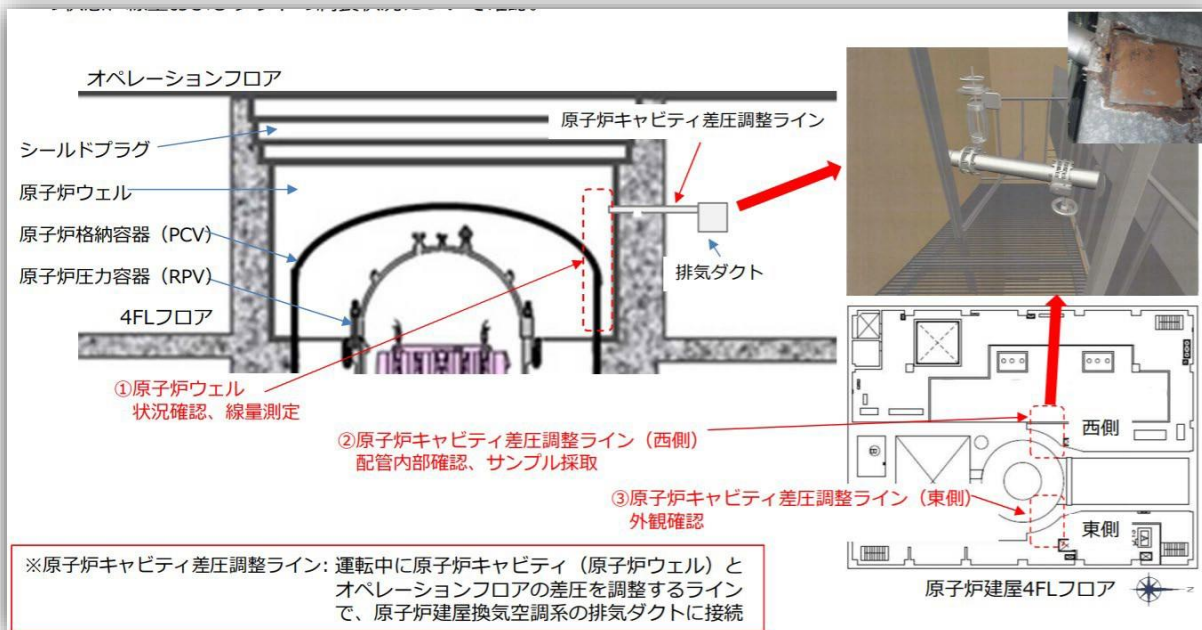 オペレーションフロア
原子炉キャビティ差圧調整ライン
シールドプラグ
原子炉ウェル
原子炉格納容器（PCV）
原子炉圧力容器（RPV）
排気ダクト
4FLフロア
①原子炉ウェル
状況確認、線量測定
②原子炉キャビティ差圧調整ライン（西側）
配管内部確認、サンプル採取
西側
③原子炉キャビティ差圧調整ライン（東側）
外観確認
東側
原子炉建屋4FLフロア
N
※原子炉キャビティ差圧調整ライン: 運転中に原子炉キャビティ（原子炉ウェル）と
オペレーションフロアの差圧を調整するライン
で、原子炉建屋換気空調系の排気ダクトに接続